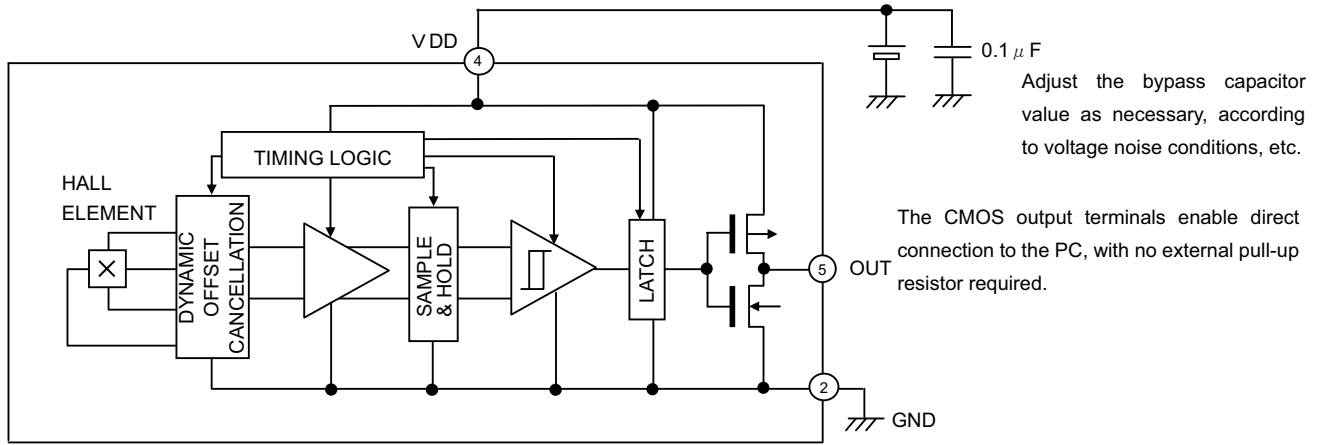 VDD
4
0.1 μ F
Adjust the bypass capacitor
value as necessary, according
to voltage noise conditions, etc.
TIMING LOGIC
HALL
ELEMENT
DYNAMIC
OFFSET
CANCELLATION
SAMPLE
& HOLD
LATCH
5
OUT
The CMOS output terminals enable direct
connection to the PC, with no external pull-up
resistor required.
2
GND